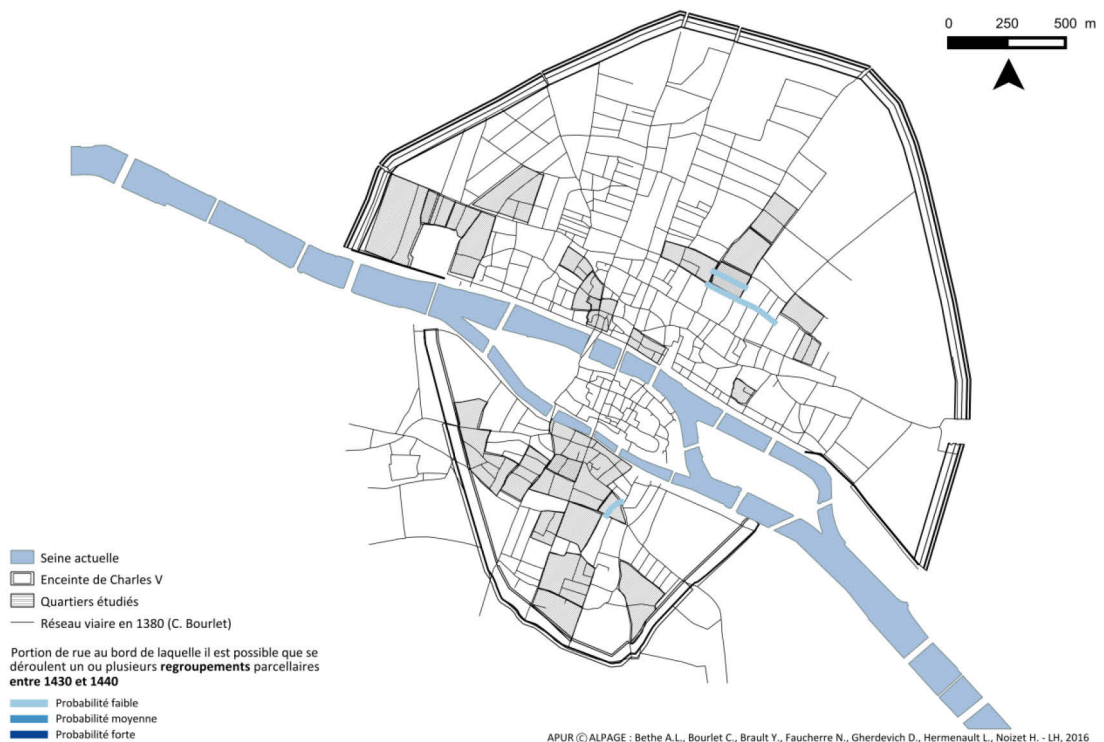 0 250 500 m
Seine actuelle
Enceinte de Charles V
Quartiers étudiés
Réseau viaire en 1380 (C. Bourlet)
Portion de rue au bord de laquelle il est possible que se
déroulent un ou plusieurs regroupements parcellaires
entre 1430 et 1440
Probabilité faible
Probabilité moyenne
Probabilité forte
APUR © ALPAGE : Bethe A.L., Bourlet C., Brault Y., Faucherre N., Gherdevich D., Hermenault L., Noizet H. - LH, 2016